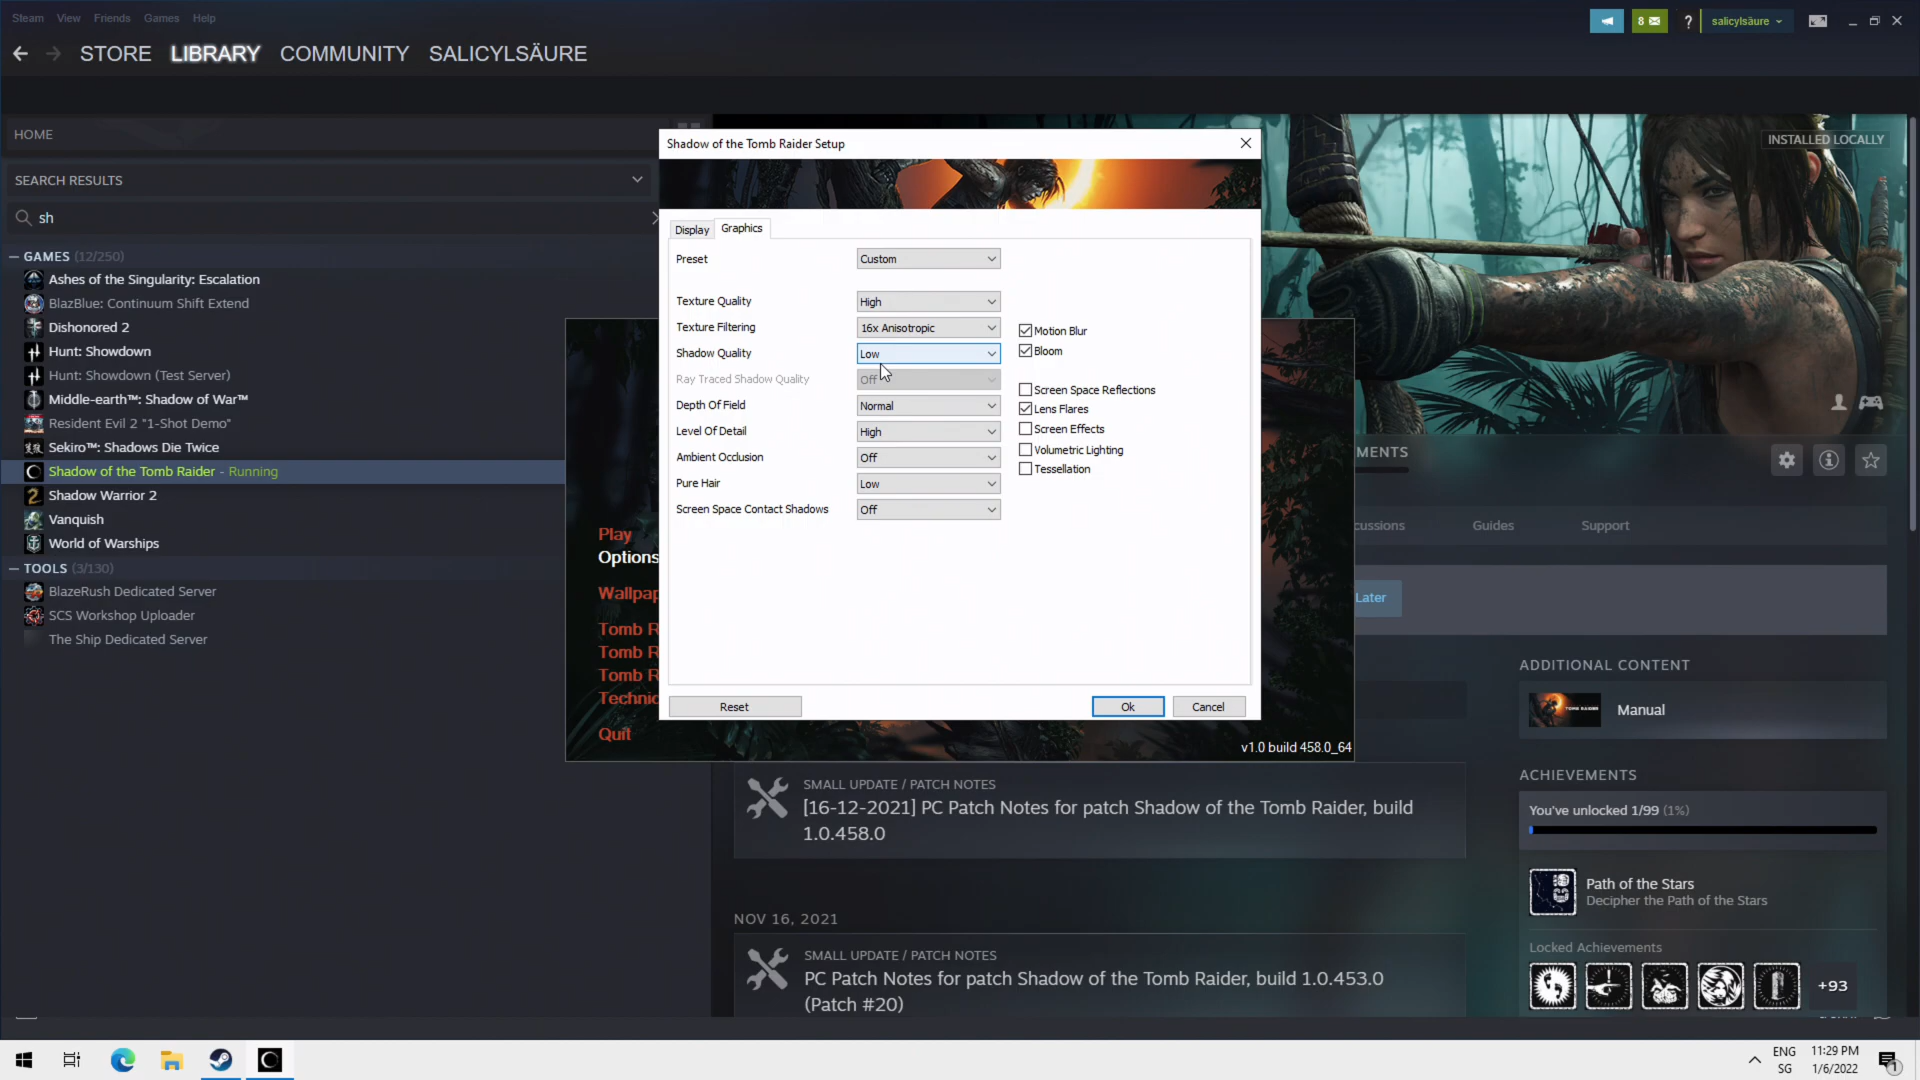 Steam View Friends Games Help
8
?
salicylsäure
STORE LIBRARY COMMUNITY SALICYLSÄURE
HOME
SEARCH RESULTS
sh
GAMES (12/250)
Ashes of the Singularity: Escalation
BlazBlue: Continuum Shift Extend
Dishonored 2
Hunt: Showdown
Hunt: Showdown (Test Server)
Middle-earth™: Shadow of War™
Resident Evil 2 "1-Shot Demo"
Sekiro™: Shadows Die Twice
Shadow of the Tomb Raider - Running
Shadow Warrior 2
Vanquish
World of Warships
TOOLS (3/130)
BlazeRush Dedicated Server
SCS Workshop Uploader
The Ship Dedicated Server
Play
Options
Wallpap
Tomb R
Tomb R
Tomb R
Technic
Quit
v1.0 build 458.0_64
Shadow of the Tomb Raider Setup
Display Graphics
Preset Custom
Texture Quality High
Texture Filtering 16x Anisotropic
Shadow Quality Low
Ray Traced Shadow Quality Off
Depth Of Field Normal
Level Of Detail High
Ambient Occlusion Off
Pure Hair Low
Screen Space Contact Shadows Off
Motion Blur
Bloom
Screen Space Reflections
Lens Flares
Screen Effects
Volumetric Lighting
Tessellation
Reset Ok Cancel
INSTALLED LOCALLY
MENTS
cussions Guides Support
Later
ADDITIONAL CONTENT
TOMB RAIDER
Manual
ACHIEVEMENTS
You've unlocked 1/99 (1%)
Path of the Stars
Decipher the Path of the Stars
Locked Achievements
+93
SMALL UPDATE / PATCH NOTES
[16-12-2021] PC Patch Notes for patch Shadow of the Tomb Raider, build
1.0.458.0
NOV 16, 2021
SMALL UPDATE / PATCH NOTES
PC Patch Notes for patch Shadow of the Tomb Raider, build 1.0.453.0
(Patch #20)
ENG
SG
11:29 PM
1/6/2022
1